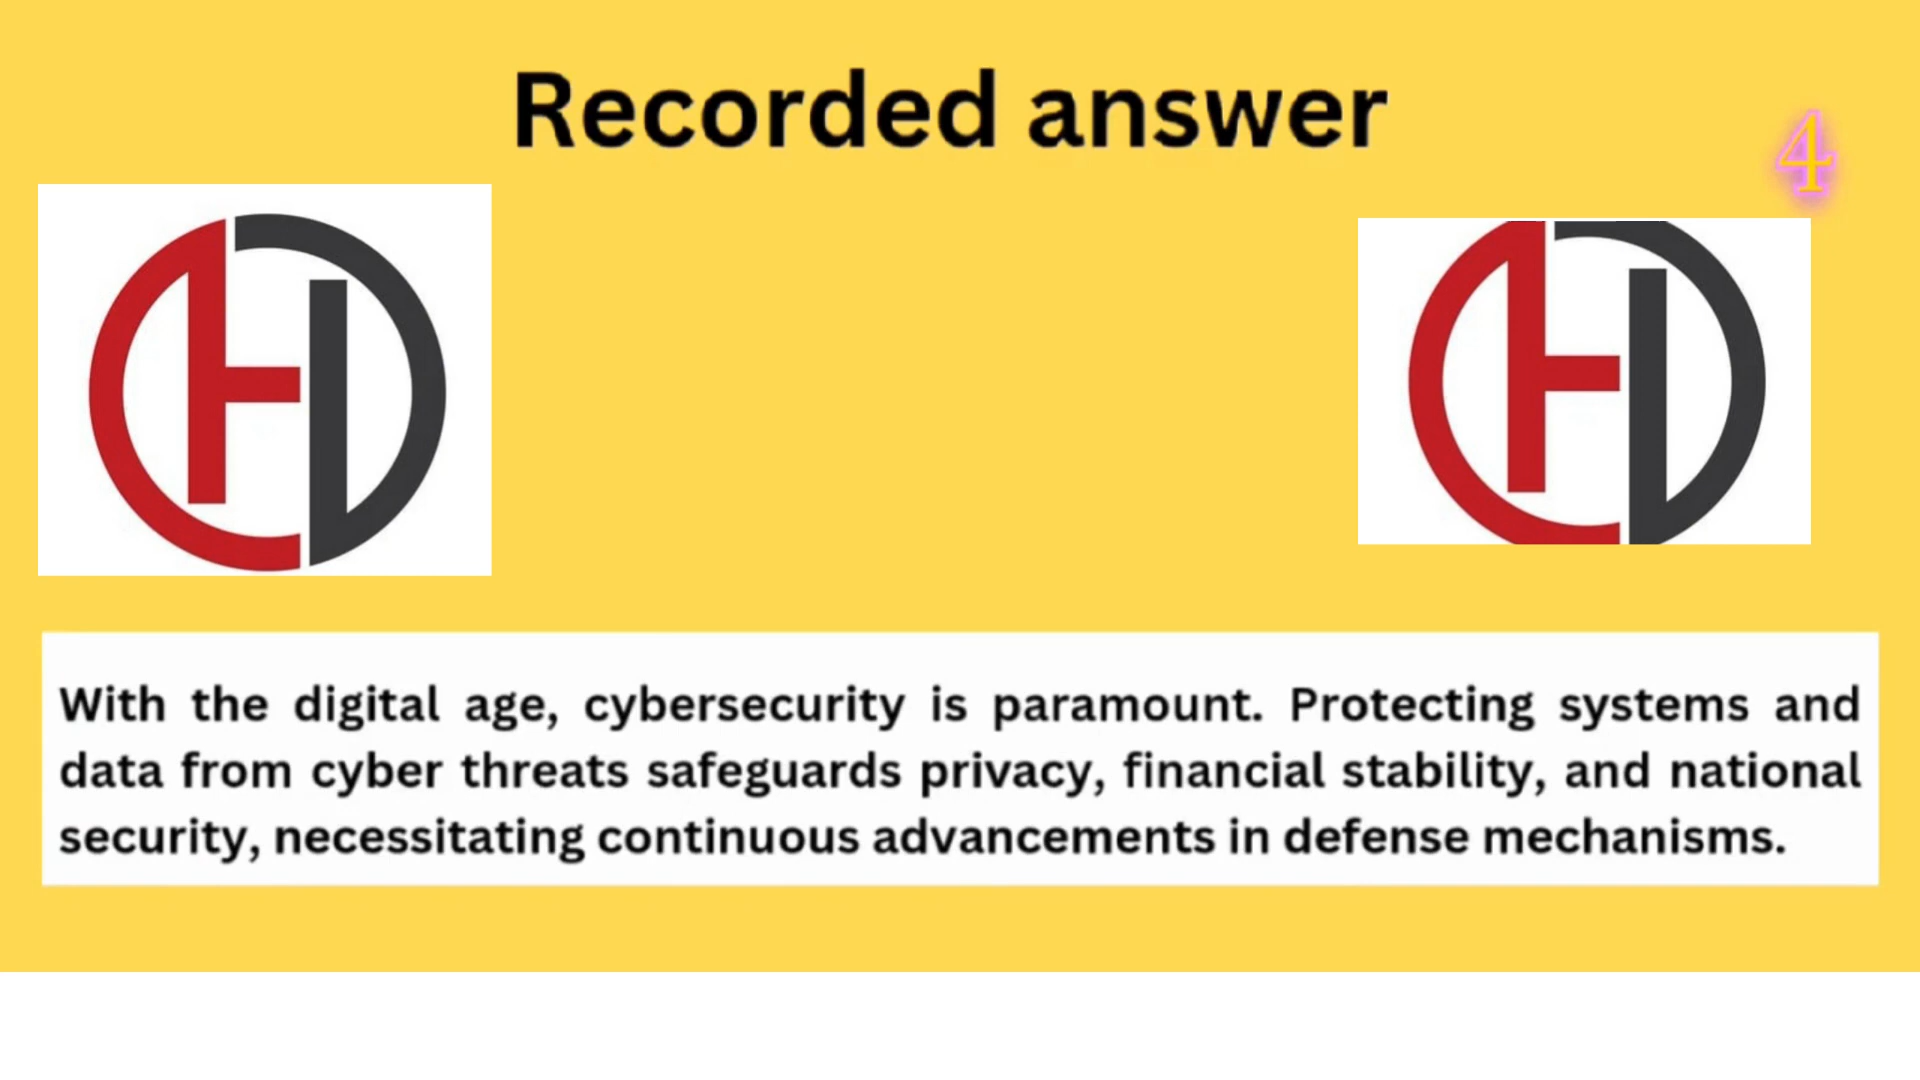 Recorded answer
4
With the digital age, cybersecurity is paramount. Protecting systems and
data from cyber threats safeguards privacy, financial stability, and national
security, necessitating continuous advancements in defense mechanisms.